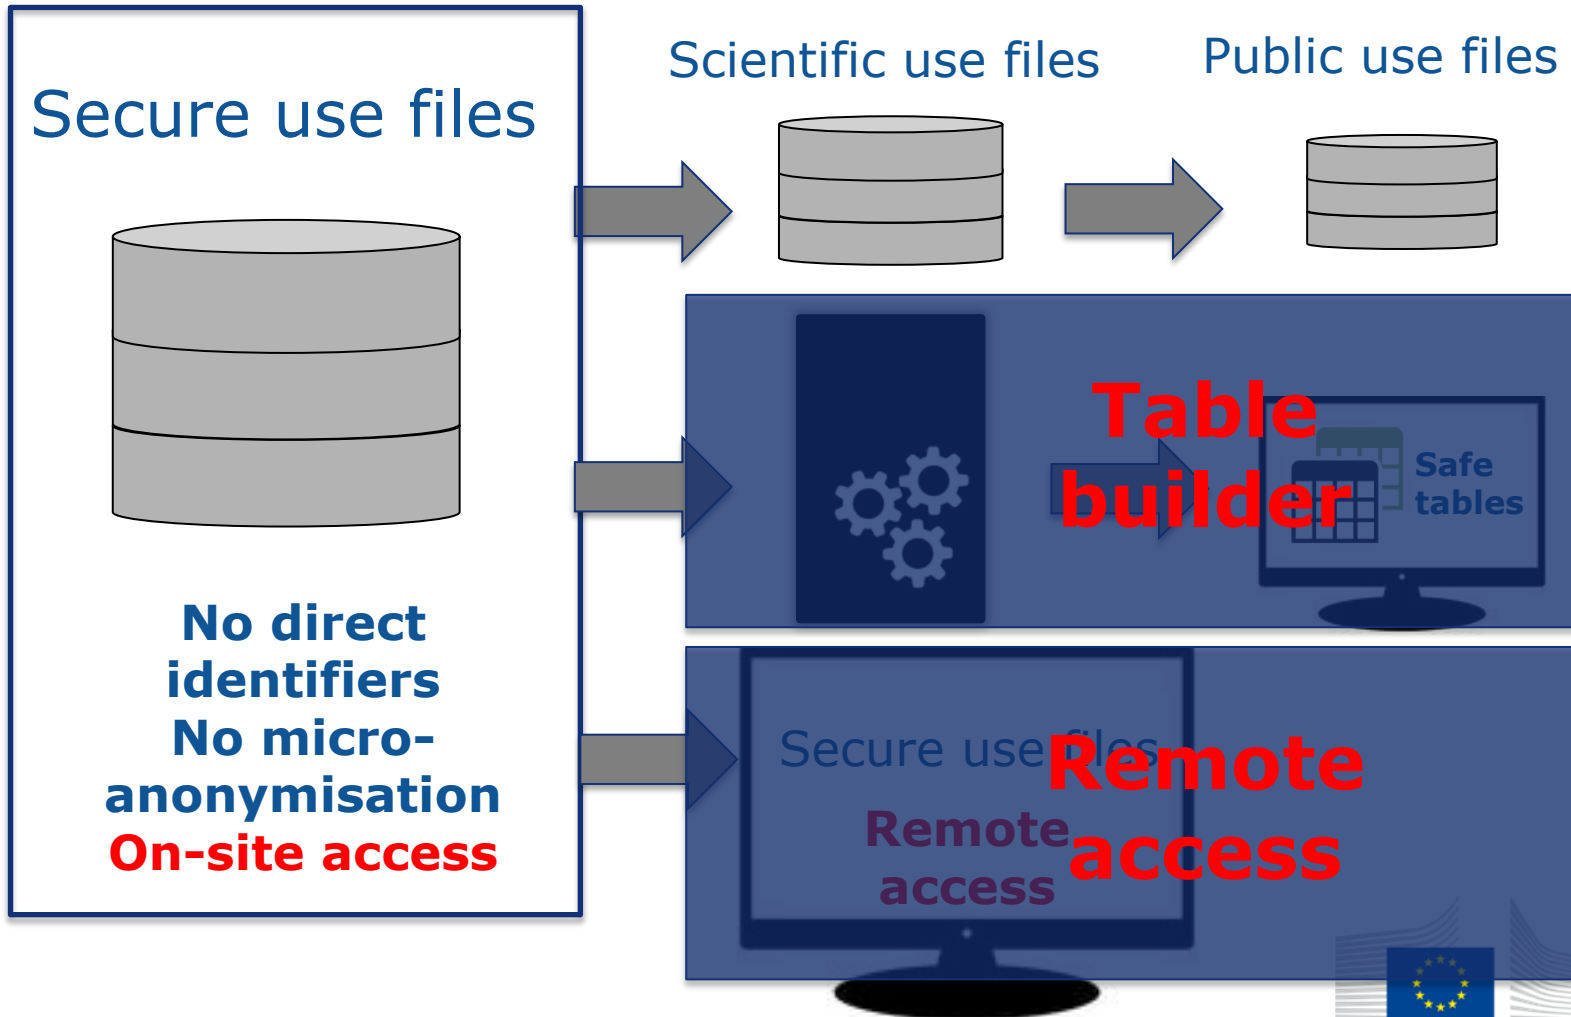 Secure use files
Scientific use files
Public use files
No direct
identifiers
No micro-
anonymisation
On-site access
Table
builder
Safe
tables
Secure use files
Remote
access
Remote
access